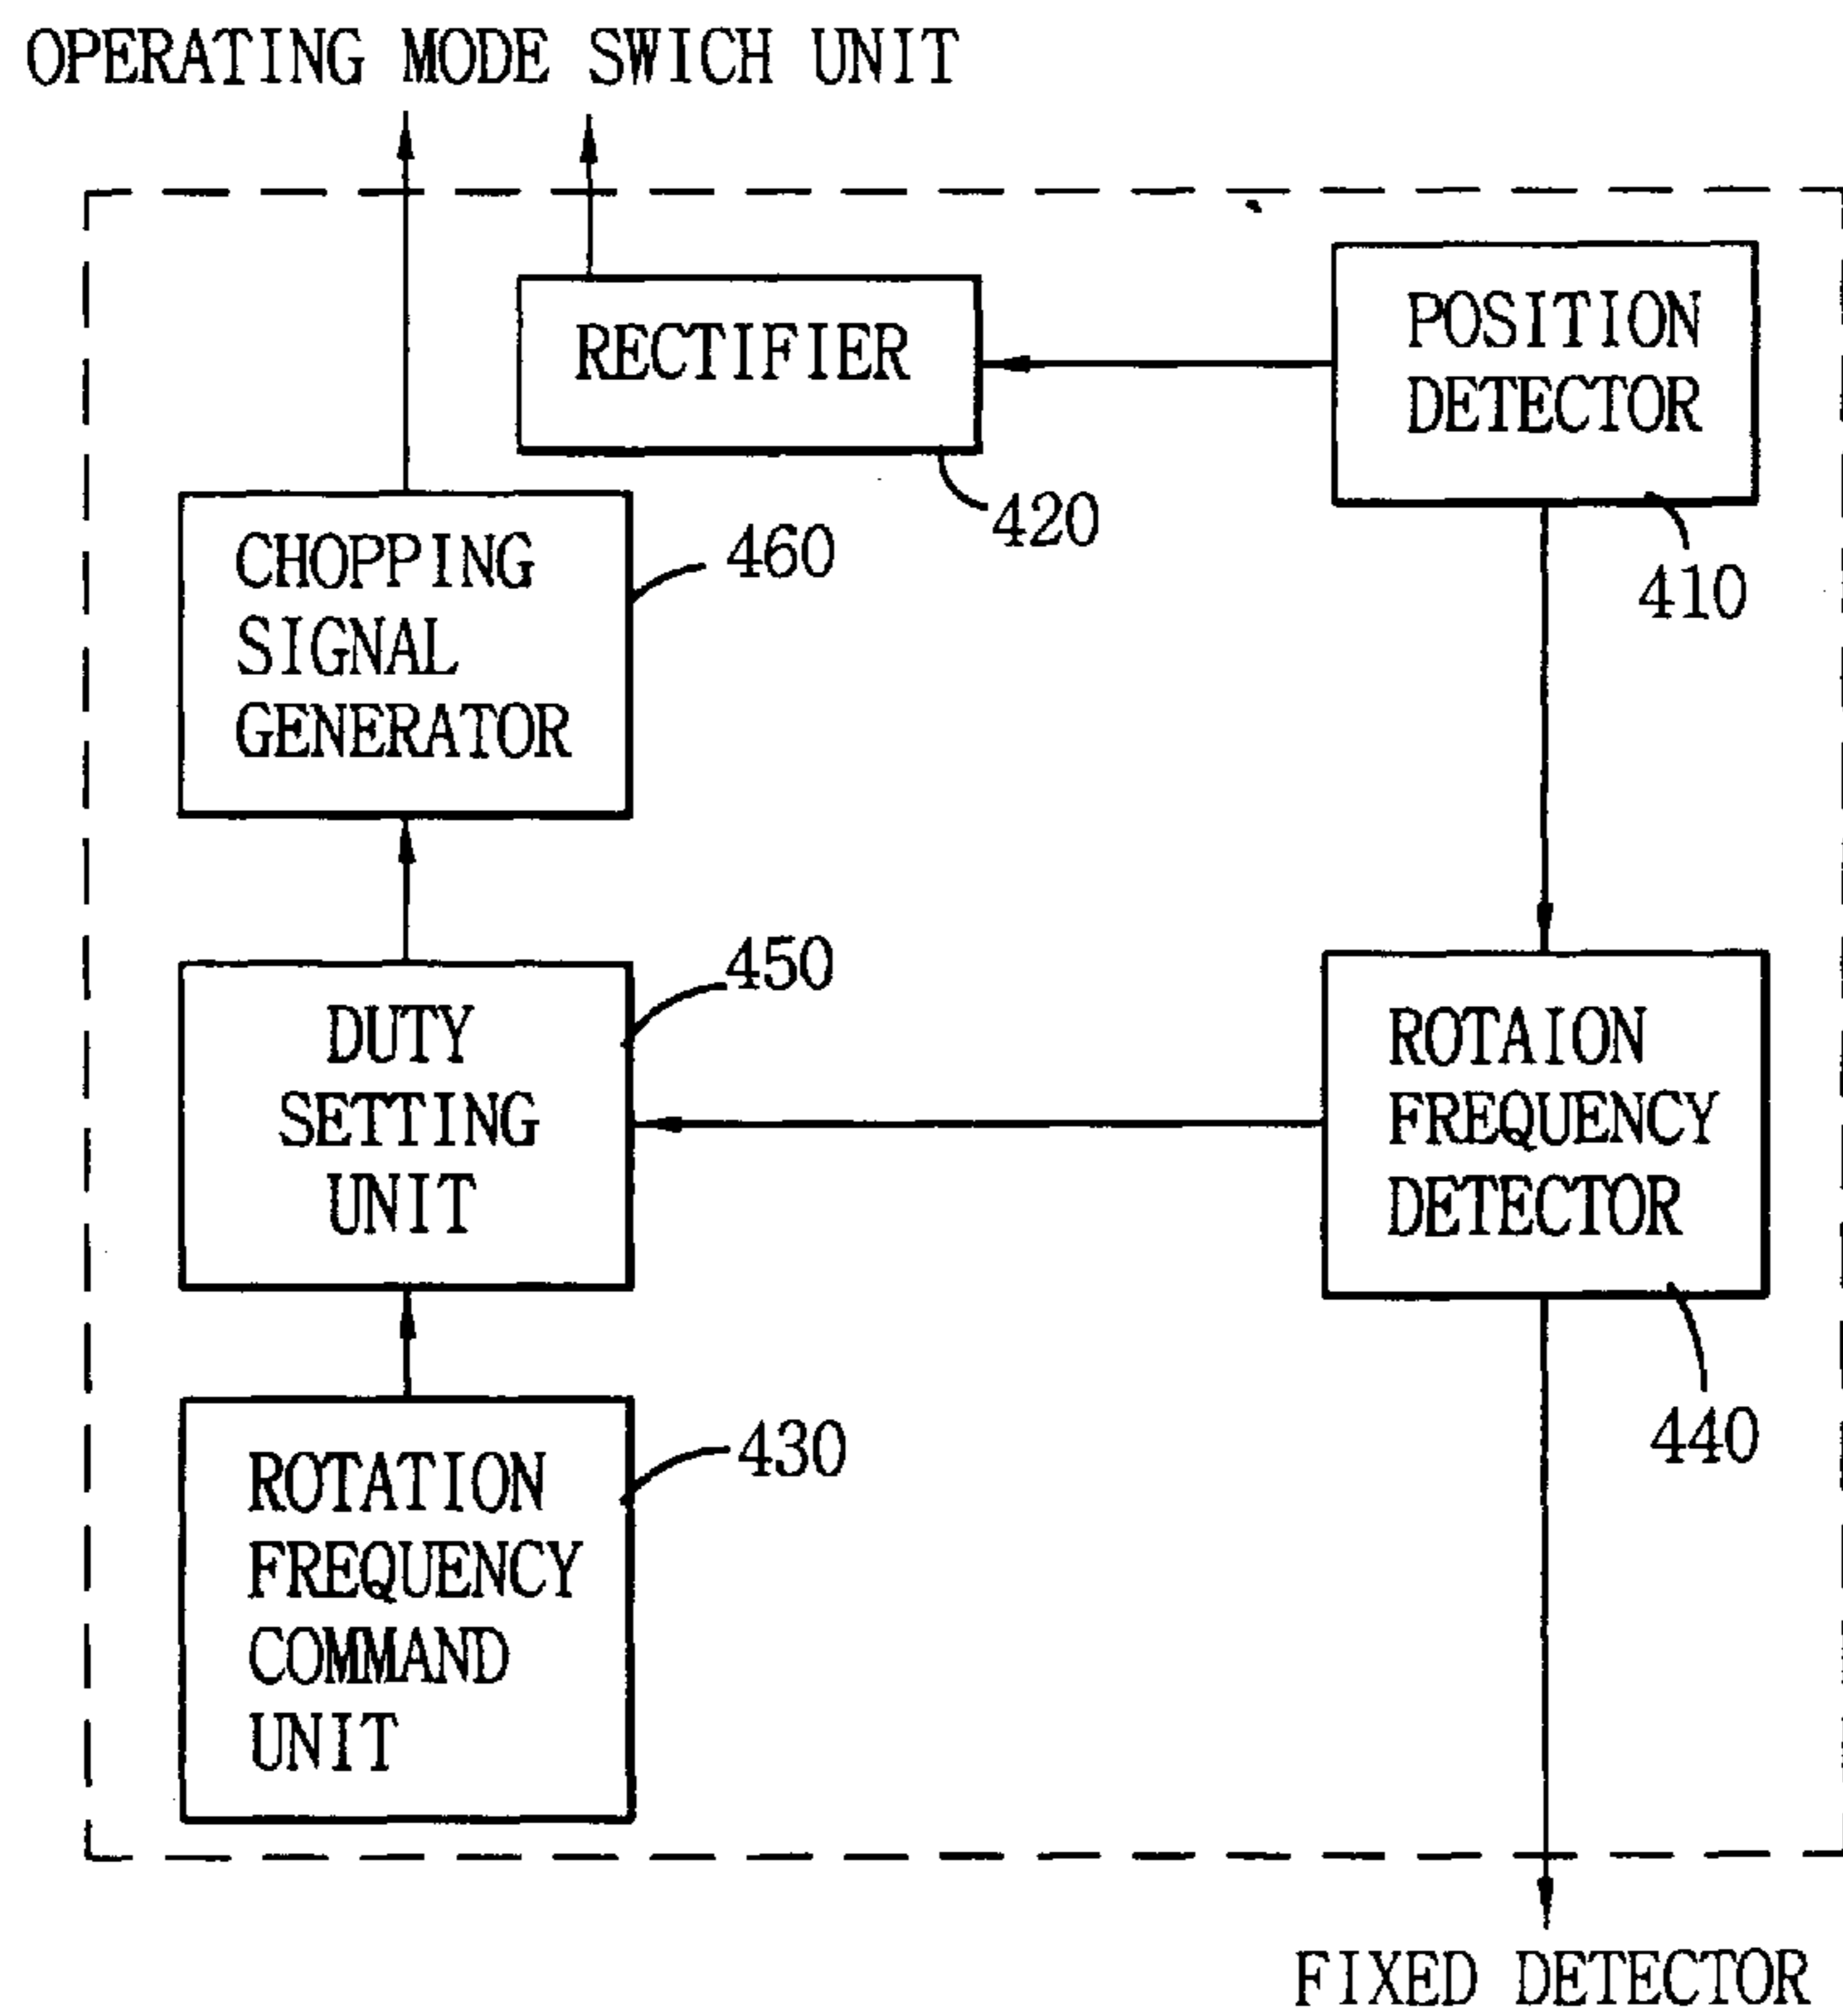 OPERATING MODE SWICH UNIT
RECTIFIER
POSITION
DETECTOR
420
410
CHOPPING
SIGNAL
GENERATOR
460
DUTY
SETTING
UNIT
450
ROTAION
FREQUENCY
DETECTOR
440
ROTATION
FREQUENCY
COMMAND
UNIT
430
FIXED DETECTOR